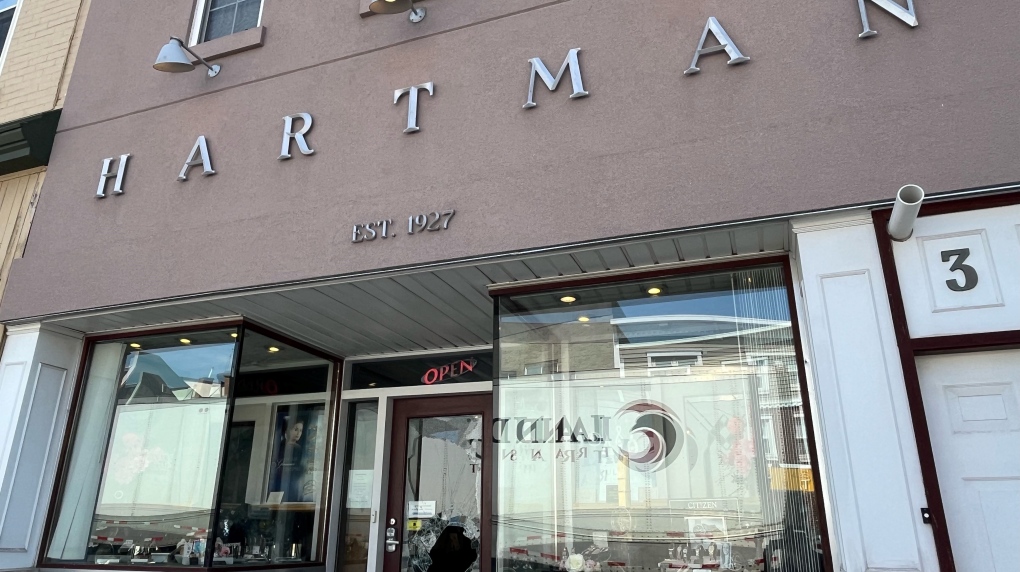 HARTMAN
EST. 1927
OPEN
3